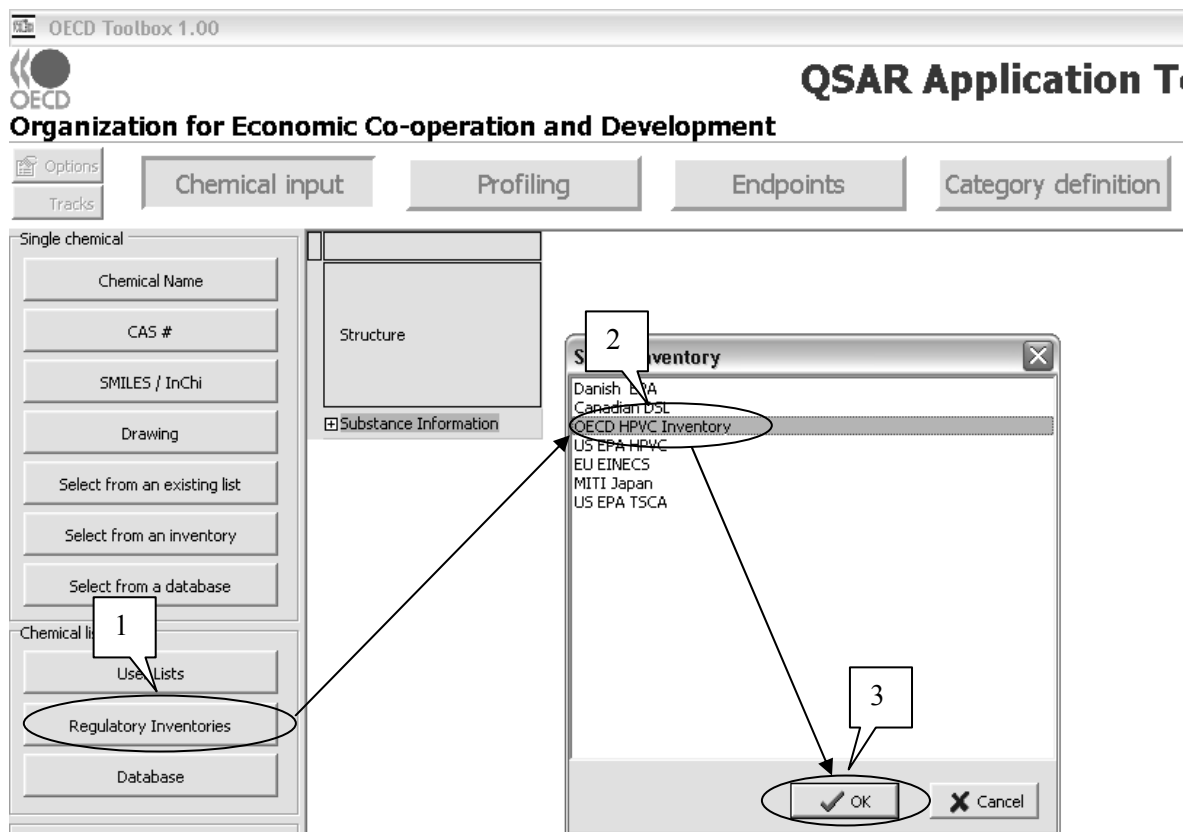 OECD Toolbox 1.00
OECD
QSAR Application T
Organization for Economic Co-operation and Development
Options
Tracks
Chemical input
Profiling
Endpoints
Category definition
Single chemical
Chemical Name
CAS #
SMILES / InChi
Drawing
Select from an existing list
Select from an inventory
Select from a database
Chemical li
1
User Lists
Regulatory Inventories
Database
Structure
Substance Information
2
S ventory
Danish EPA
Canadian DSL
OECD HPVC Inventory
US EPA HPVC
EU EINECS
MITI Japan
US EPA TSCA
3
OK
Cancel